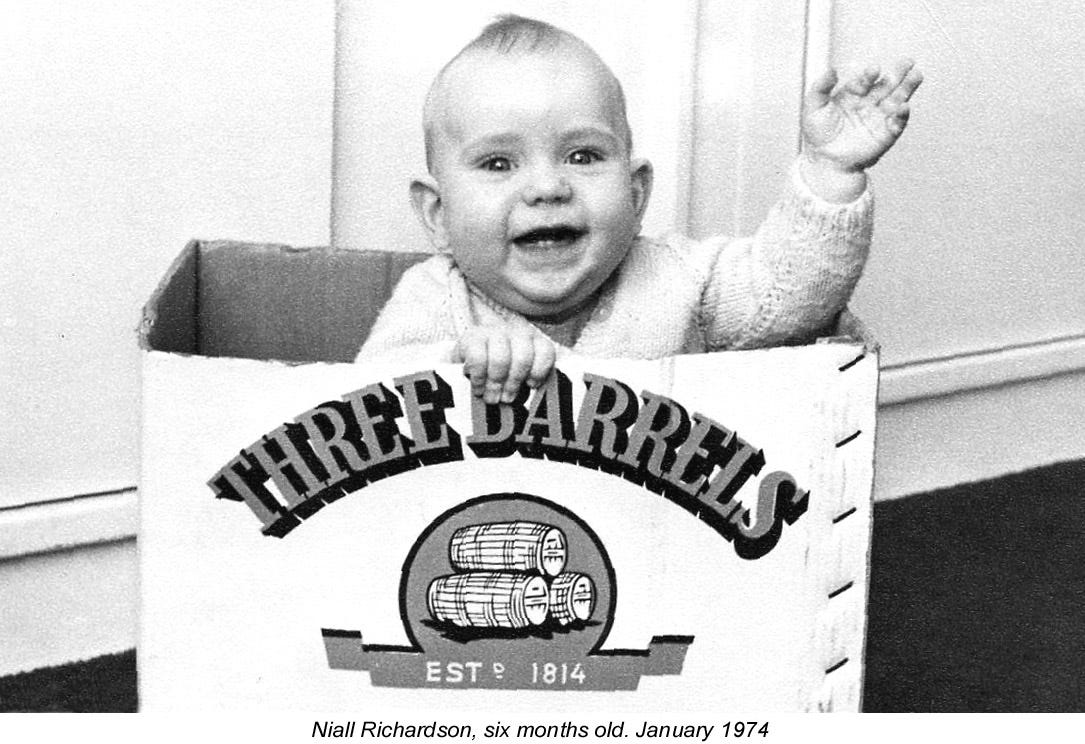 THREE BARRELS
ESTD 1814
Niall Richardson, six months old. January 1974